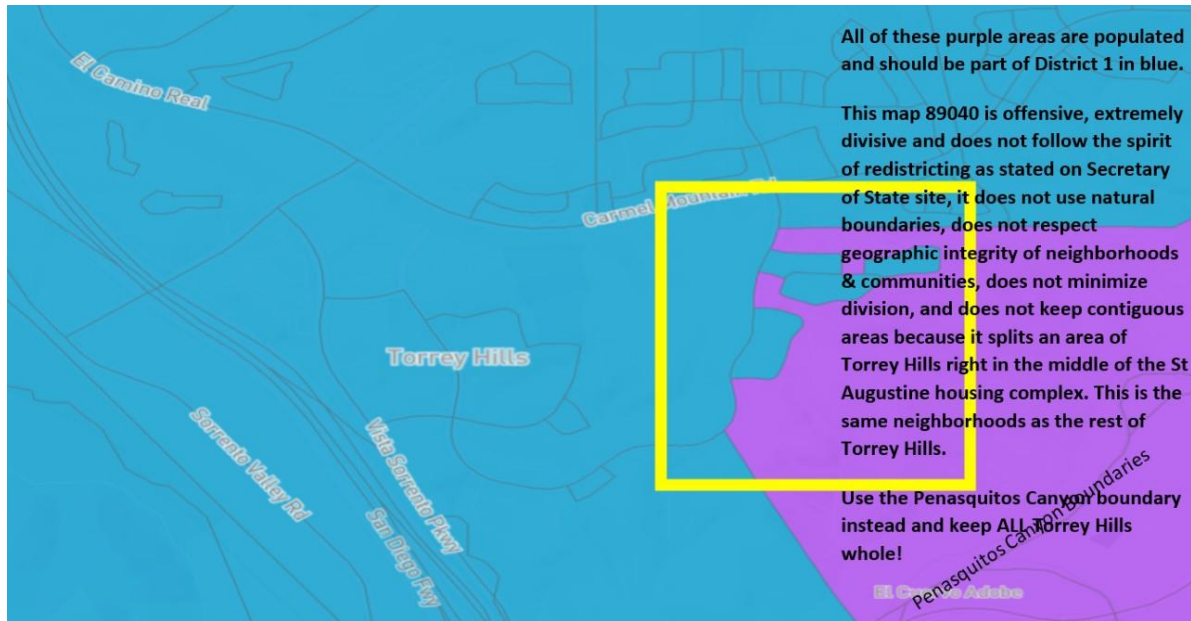 All of these purple areas are populated
and should be part of District 1 in blue.
This map 89040 is offensive, extremely
divisive and does not follow the spirit
of redistricting as stated on Secretary
of State site, it does not use natural
boundaries, does not respect
geographic integrity of neighborhoods
& communities, does not minimize
division, and does not keep contiguous
areas because it splits an area of
Torrey Hills right in the middle of the St
Augustine housing complex. This is the
same neighborhoods as the rest of
Torrey Hills.
Use the Penasquitos Canyon boundary
instead and keep ALL Torrey Hills
whole!
El Camino Real
Carmel Mountain Rd
Torrey Hills
Sorrento Valley Rd
Vista Sorrento Pkwy
San Diego Fwy
Penasquitos Canyon Boundaries
El Adobe